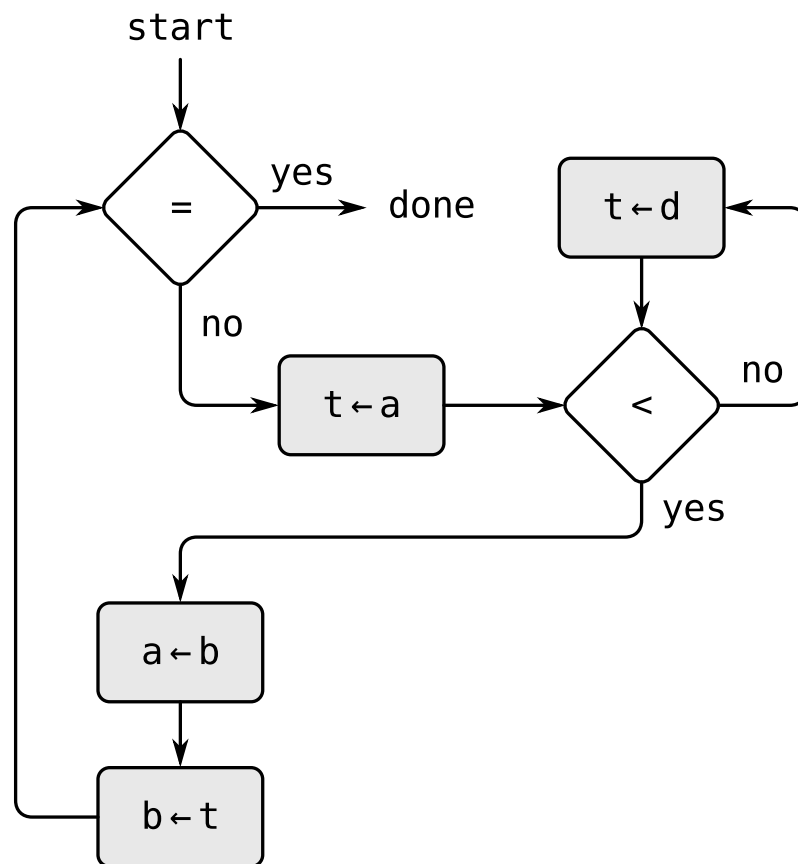 start
=
yes
done
no
t←d
t←a
<
no
yes
a←b
b←t